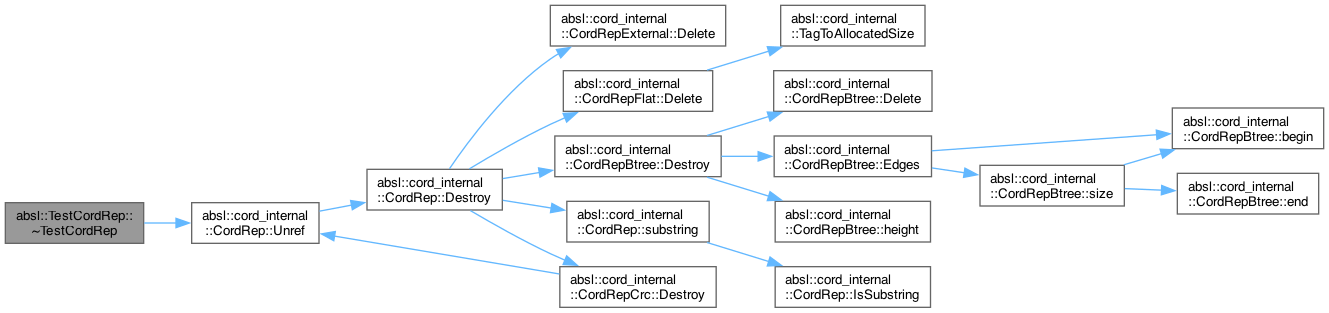 absl::TestCordRep::
~TestCordRep
absl::cord_internal
::CordRep::Unref
absl::cord_internal
::CordRep::Destroy
absl::cord_internal
::CordRepExternal::Delete
absl::cord_internal
::CordRepFlat::Delete
absl::cord_internal
::CordRepBtree::Destroy
absl::cord_internal
::CordRep::substring
absl::cord_internal
::CordRepCrc::Destroy
absl::cord_internal
::TagToAllocatedSize
absl::cord_internal
::CordRepBtree::Delete
absl::cord_internal
::CordRepBtree::Edges
absl::cord_internal
::CordRepBtree::height
absl::cord_internal
::CordRep::IsSubstring
absl::cord_internal
::CordRepBtree::size
absl::cord_internal
::CordRepBtree::begin
absl::cord_internal
::CordRepBtree::end